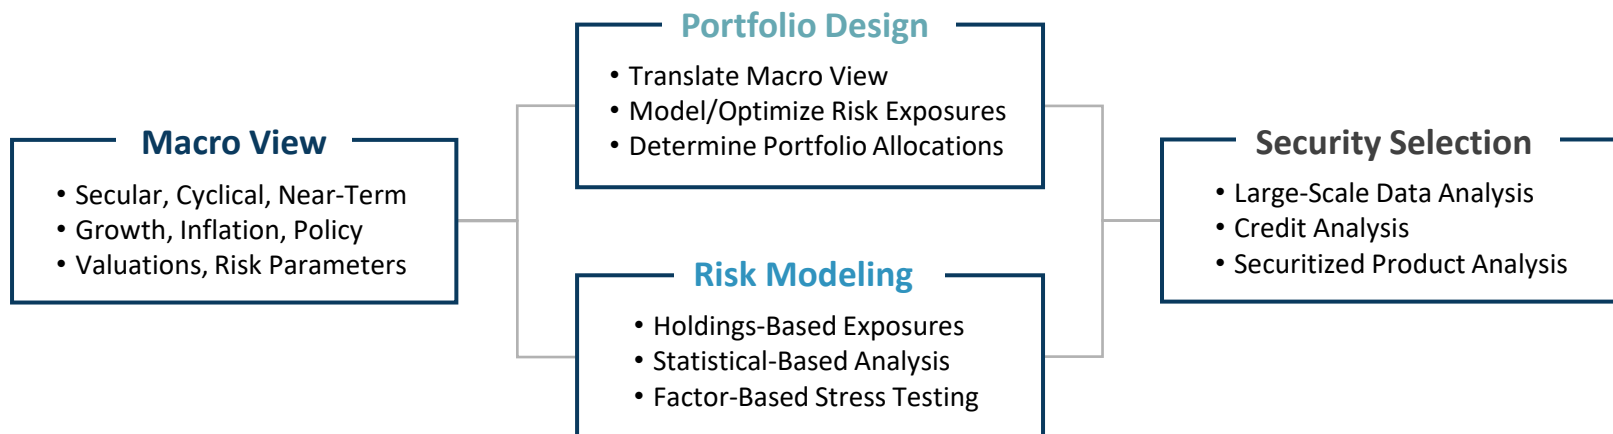 Macro View
• Secular, Cyclical, Near-Term
• Growth, Inflation, Policy
• Valuations, Risk Parameters
Portfolio Design
• Translate Macro View
• Model/Optimize Risk Exposures
• Determine Portfolio Allocations
Risk Modeling
• Holdings-Based Exposures
• Statistical-Based Analysis
• Factor-Based Stress Testing
Security Selection
• Large-Scale Data Analysis
• Credit Analysis
• Securitized Product Analysis